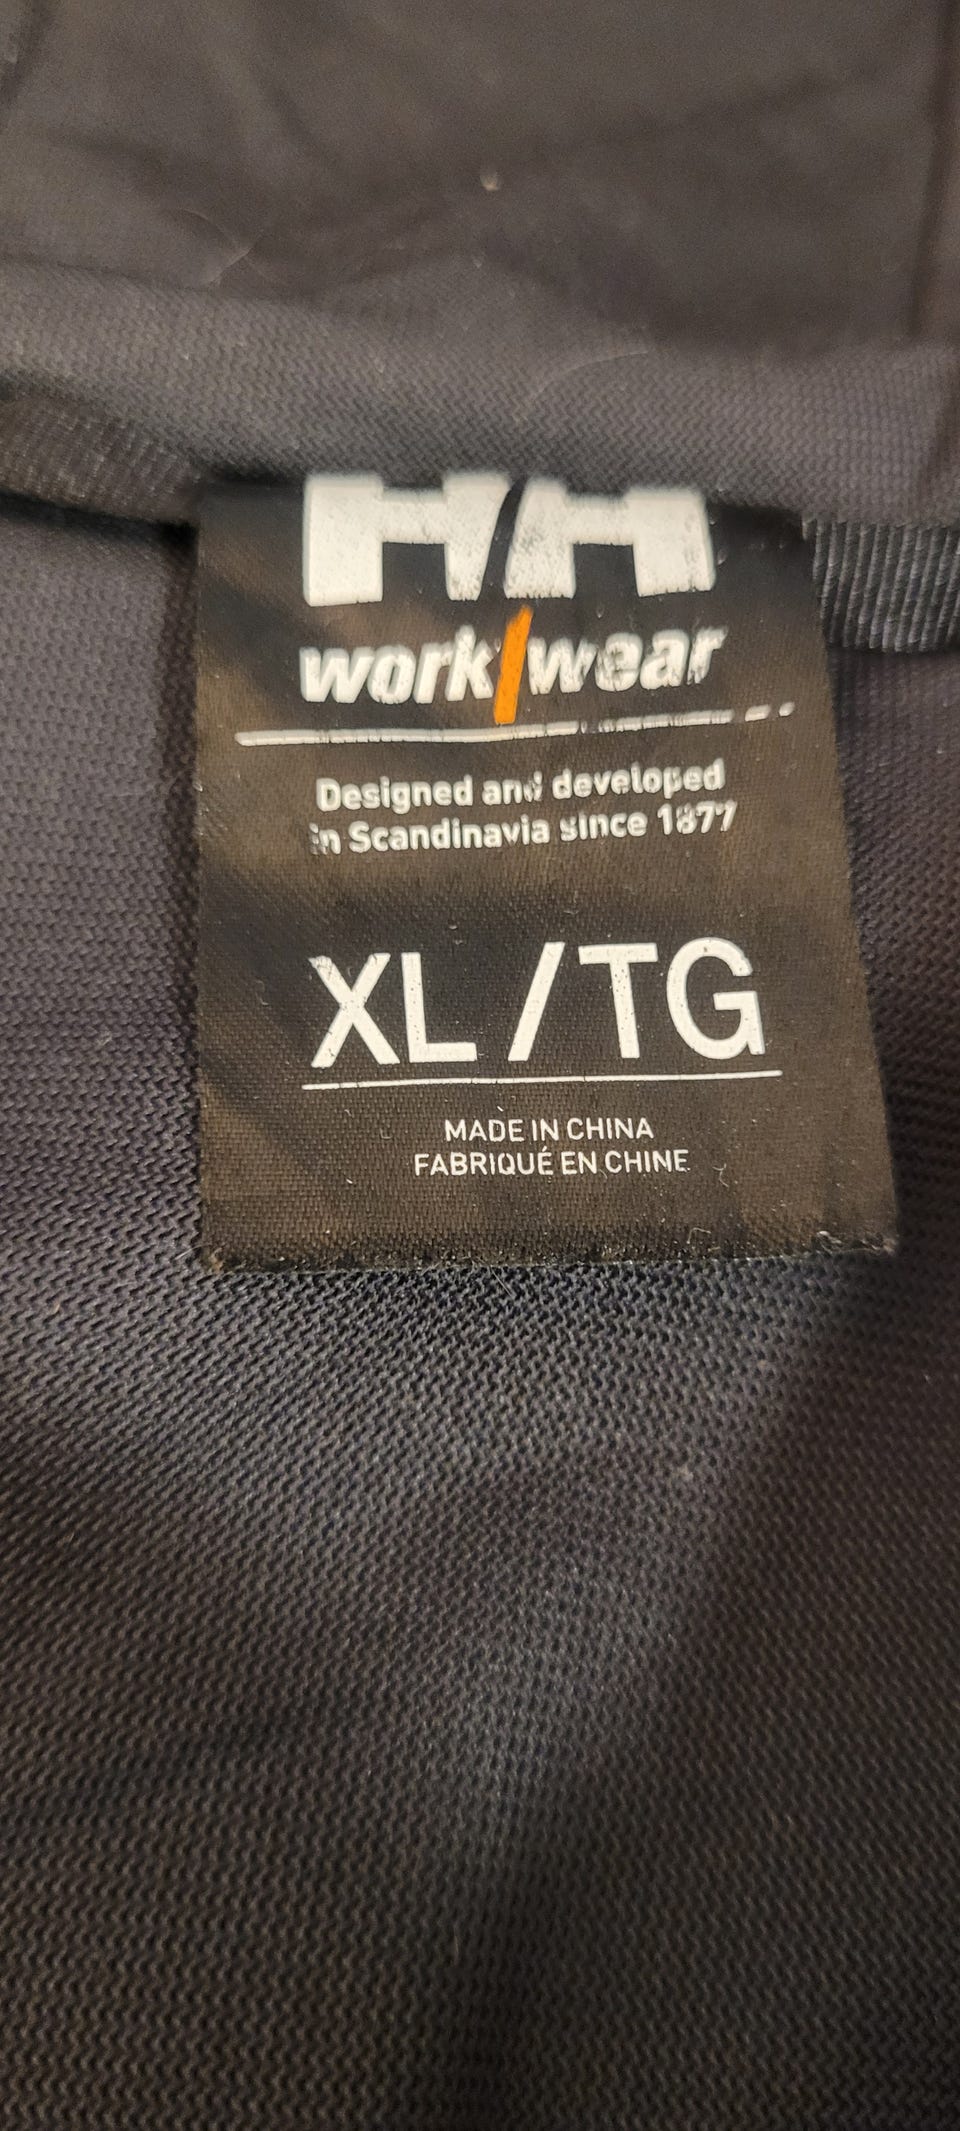 HH
work/wear
Designed and developed
in Scandinavia since 1877
XL/TG
MADE IN CHINA
FABRIQUÉ EN CHINE